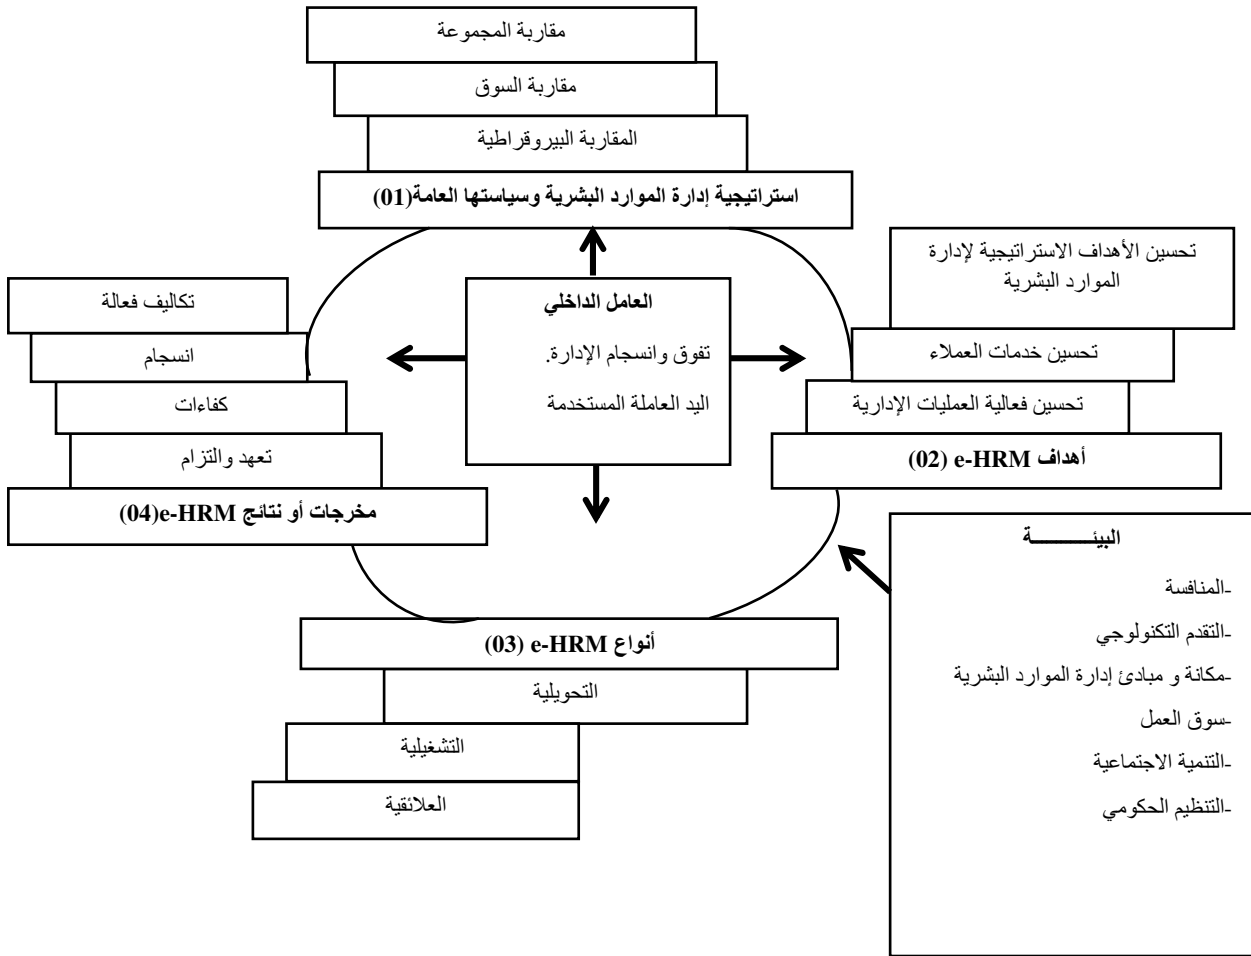 مقاربة المجموعة
مقاربة السوق
المقاربة البيروقراطية
استراتيجية إدارة الموارد البشرية وسياستها العامة(01)
تحسين الأهداف الاستراتيجية لإدارة
الموارد البشرية
تحسين خدمات العملاء
تحسين فعالية العمليات الإدارية
أهداف e-HRM (02)
العامل الداخلي
تفوق وانسجام الإدارة.
اليد العاملة المستخدمة
تكاليف فعالة
انسجام
كفاءات
تعهد والتزام
مخرجات أو نتائج e-HRM(04)
البيئـــــــــــة
-المنافسة
-التقدم التكنولوجي
-مكانة و مبادئ إدارة الموارد البشرية
-سوق العمل
-التنمية الاجتماعية
-التنظيم الحكومي
أنواع e-HRM (03)
التحويلية
التشغيلية
العلائقية